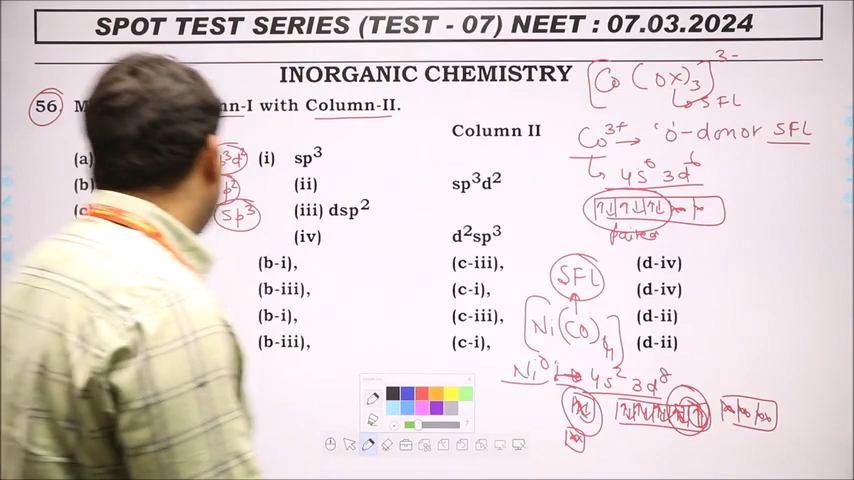 SPOT TEST SERIES (TEST - 07) NEET : 07.03.2024
INORGANIC CHEMISTRY
56. with Column-II.
Column II
(a) (i) sp³
(b) (ii) sp³d²
sp³ (iii) dsp²
(iv) d²sp³
(b-i), (c-iii), (d-iv)
(b-iii), (c-i), (d-iv)
(b-i), (c-iii), (d-ii)
(b-iii), (c-i), (d-ii)
[Co (OX)₃]³⁻
SFL
Co³⁺ → 'O'-donor SFL
4S⁰ 3d⁶
SFL
[Ni(CO)₄]
Ni⁰ 4s² 3d⁸